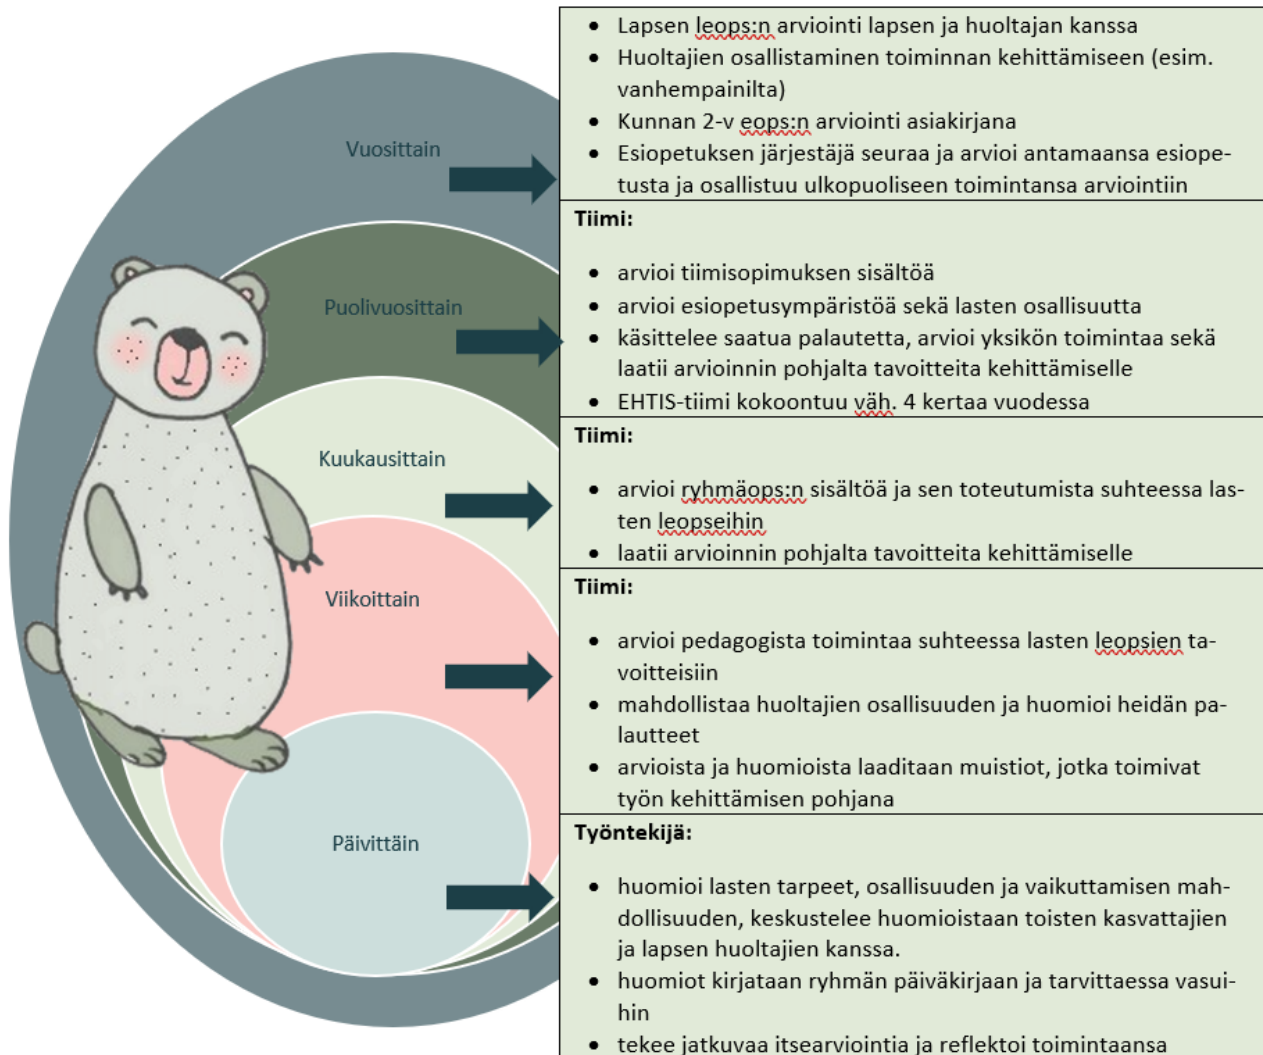 • Lapsen leops:n arviointi lapsen ja huoltajan kanssa
• Huoltajien osallistaminen toiminnan kehittämiseen (esim.
vanhempainilta)
• Kunnan 2-v eops:n arviointi asiakirjana
• Esiopetuksen järjestäjä seuraa ja arvioi antamaansa esiope-
tusta ja osallistuu ulkopuoliseen toimintansa arviointiin
Vuosittain
Tiimi:
• arvioi tiimisopimuksen sisältöä
• arvioi esiopetusympäristöä sekä lasten osallisuutta
• käsittelee saatua palautetta, arvioi yksikön toimintaa sekä
laatii arvioinnin pohjalta tavoitteita kehittämiselle
• EHTIS-tiimi kokoontuu väh. 4 kertaa vuodessa
Puolivuosittain
Tiimi:
• arvioi ryhmäops:n sisältöä ja sen toteutumista suhteessa las-
ten leopseihin
• laatii arvioinnin pohjalta tavoitteita kehittämiselle
Kuukausittain
Tiimi:
• arvioi pedagogista toimintaa suhteessa lasten leopsien ta-
voitteisiin
• mahdollistaa huoltajien osallisuuden ja huomioi heidän pa-
lautteet
• arvioista ja huomioista laaditaan muistiot, jotka toimivat
työn kehittämisen pohjana
Viikoittain
Työntekijä:
• huomioi lasten tarpeet, osallisuuden ja vaikuttamisen mah-
dollisuuden, keskustelee huomioistaan toisten kasvattajien
ja lapsen huoltajien kanssa.
• huomiot kirjataan ryhmän päiväkirjaan ja tarvittaessa vasui-
hin
• tekee jatkuvaa itsearviointia ja reflektoi toimintaansa
Päivittäin